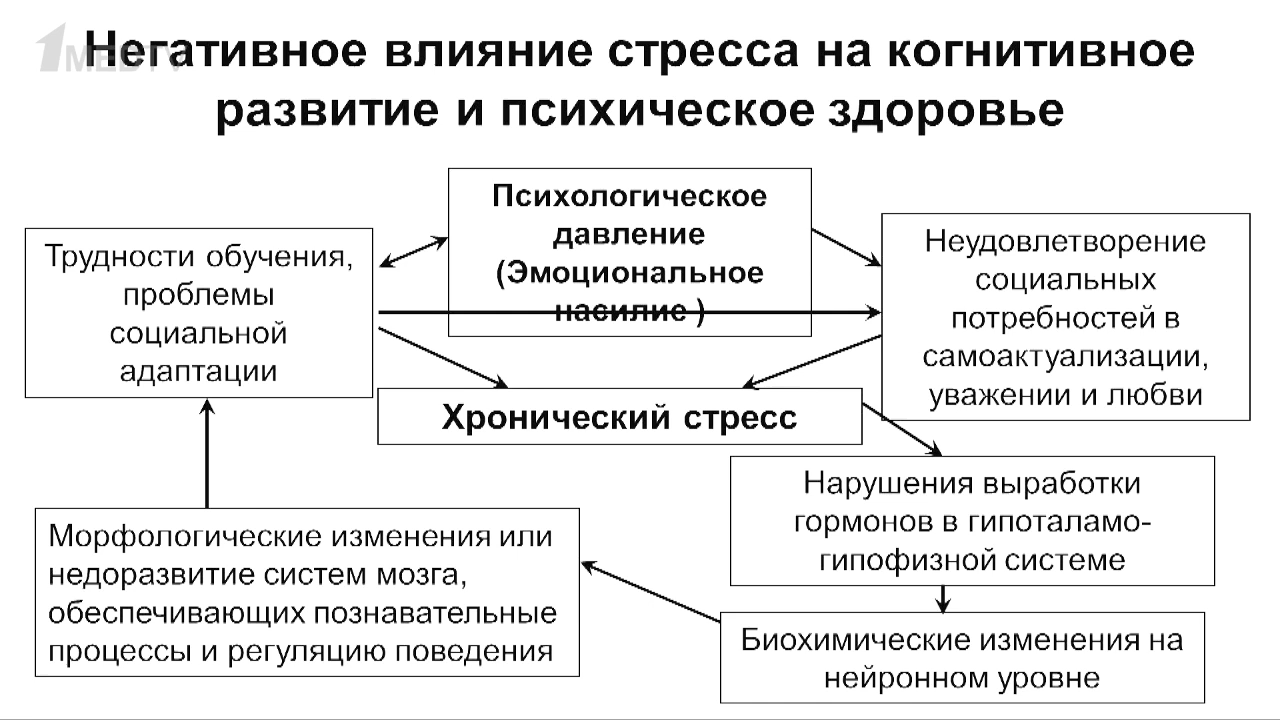 1MEDTV
Негативное влияние стресса на когнитивное
развитие и психическое здоровье
Психологическое
давление
(Эмоциональное
насилие )
Трудности обучения,
проблемы
социальной
адаптации
Неудовлетворение
социальных
потребностей в
самоактуализации,
уважении и любви
Хронический стресс
Нарушения выработки
гормонов в гипоталамо-
гипофизной системе
Морфологические изменения или
недоразвитие систем мозга,
обеспечивающих познавательные
процессы и регуляцию поведения
Биохимические изменения на
нейронном уровне